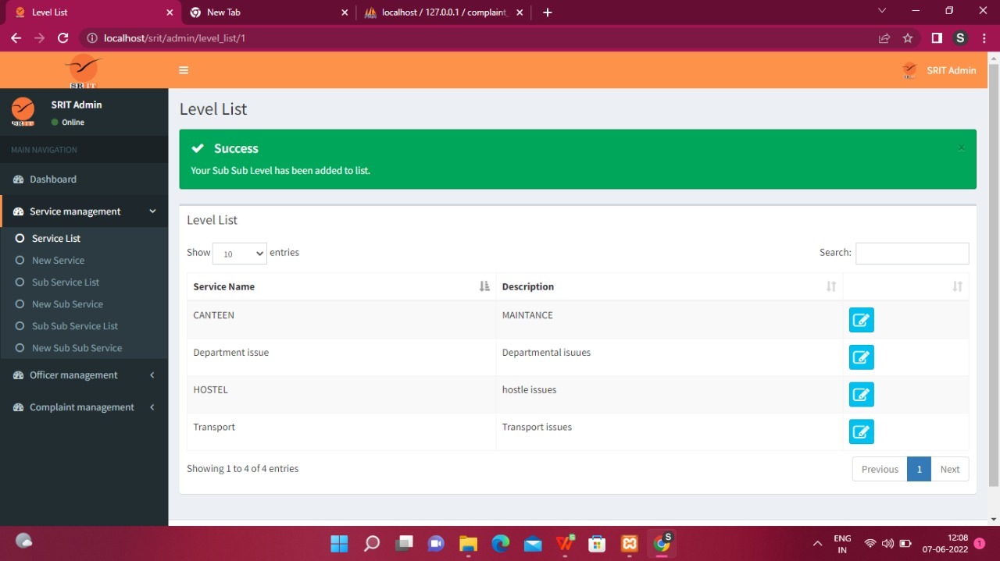 Level List
New Tab
localhost / 127.0.0.1 / complaint_
localhost/srit/admin/level_list/1
S
SRIT
SRIT Admin
SRIT
SRIT Admin
Online
MAIN NAVIGATION
Dashboard
Service management
Service List
New Service
Sub Service List
New Sub Service
Sub Sub Service List
New Sub Sub Service
Officer management
Complaint management
Level List
Success
×
Your Sub Sub Level has been added to list.
Level List
Show 10 entries
Search:
Service Name Description
CANTEEN MAINTANCE
Department issue Departmental isuues
HOSTEL hostle issues
Transport Transport issues
Showing 1 to 4 of 4 entries
Previous 1 Next
S
ENG
IN
12:08
07-06-2022
1